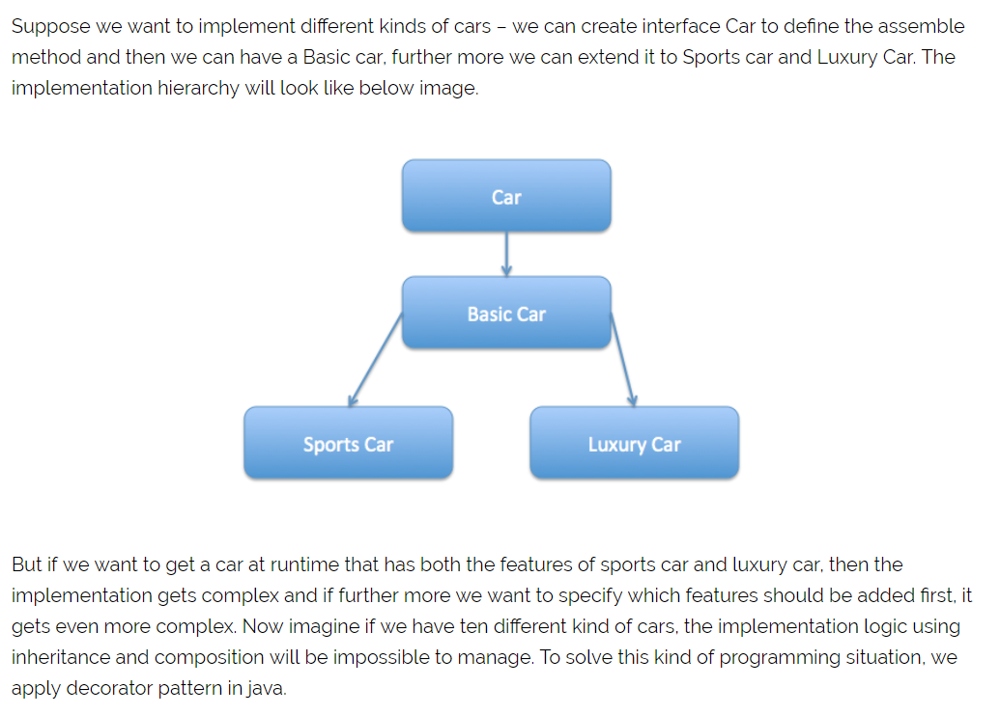 Suppose we want to implement different kinds of cars – we can create interface Car to define the assemble
method and then we can have a Basic car, further more we can extend it to Sports car and Luxury Car. The
implementation hierarchy will look like below image.
Car
Basic Car
Sports Car
Luxury Car
But if we want to get a car at runtime that has both the features of sports car and luxury car, then the
implementation gets complex and if further more we want to specify which features should be added first, it
gets even more complex. Now imagine if we have ten different kind of cars, the implementation logic using
inheritance and composition will be impossible to manage. To solve this kind of programming situation, we
apply decorator pattern in java.